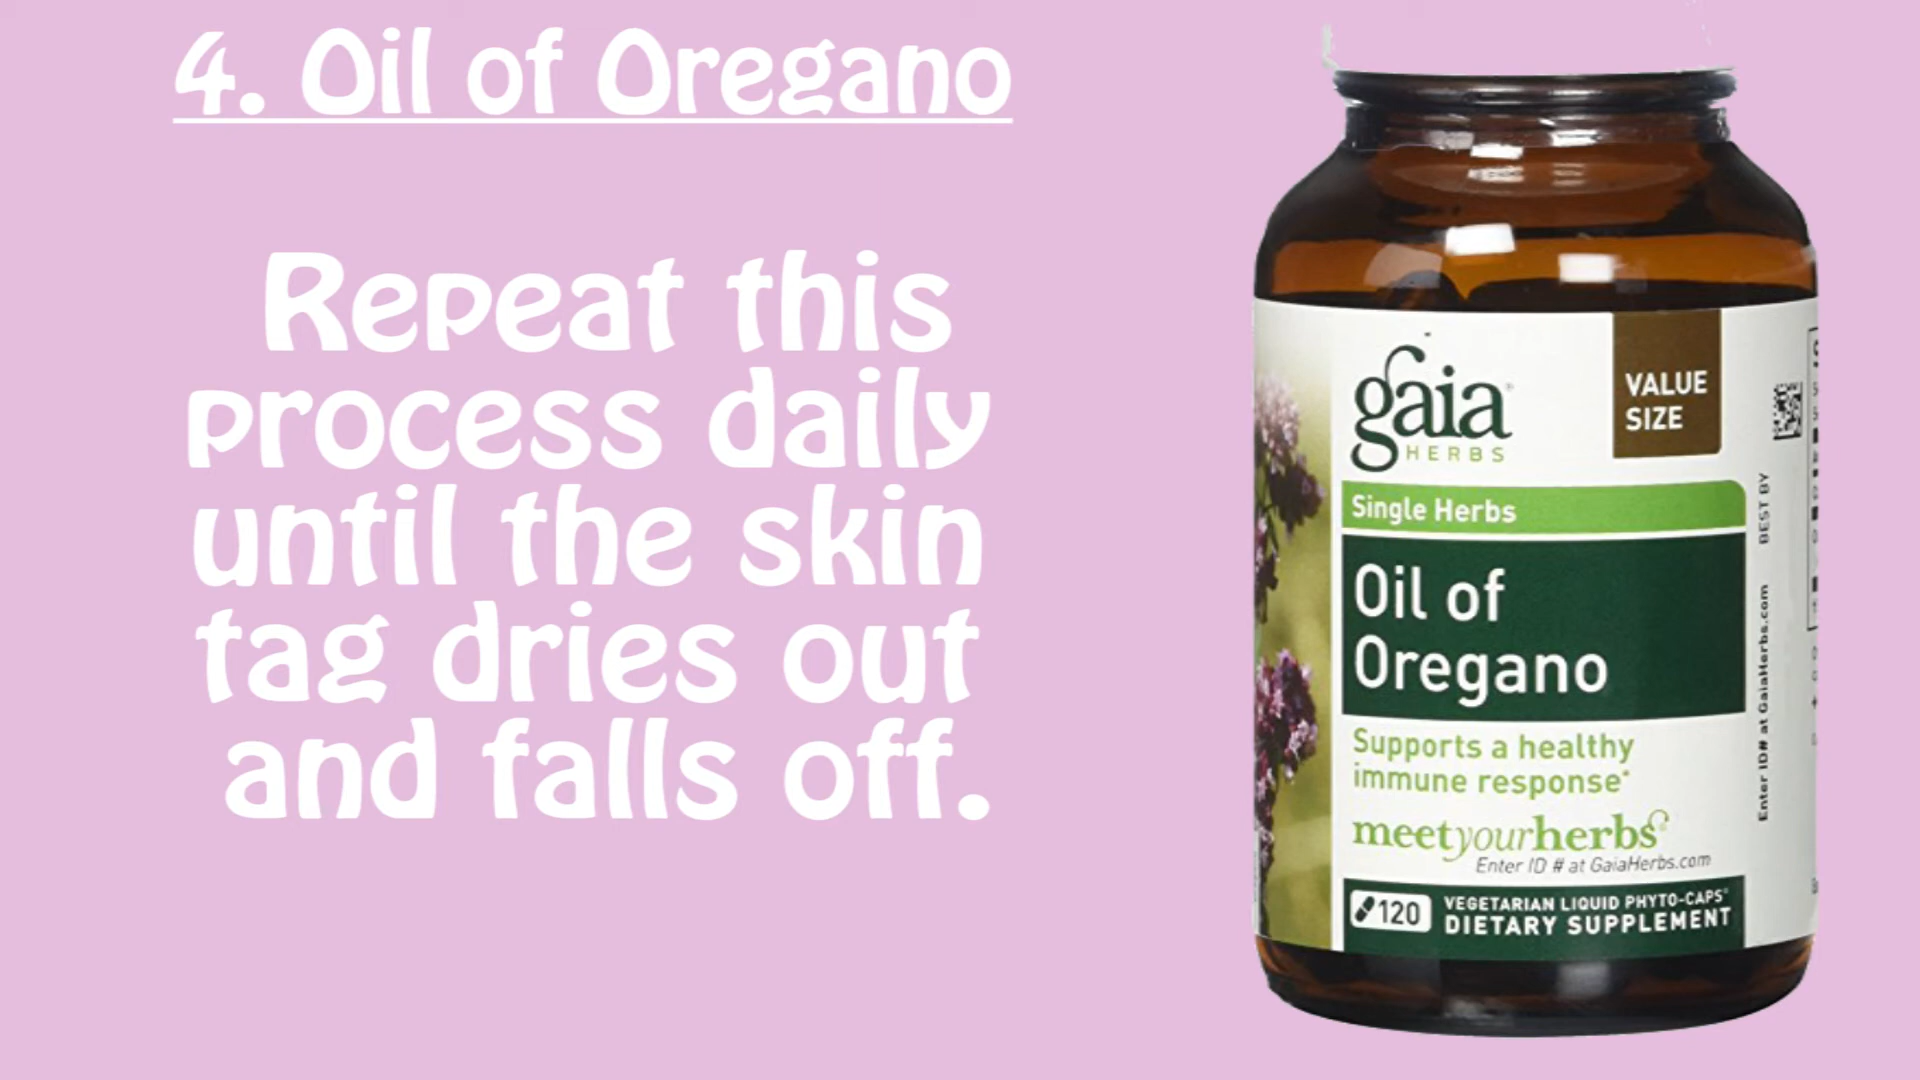 4. Oil of Oregano
Repeat this
process daily
until the skin
tag dries out
and falls off.
gaia
HERBS
VALUE
SIZE
Single Herbs
Oil of
Oregano
Supports a healthy
immune response*
meetyourherbs
Enter ID # at GaiaHerbs.com
120 VEGETARIAN LIQUID PHYTO-CAPS
DIETARY SUPPLEMENT
BEST BY
Enter ID# at GaiaHerbs.com